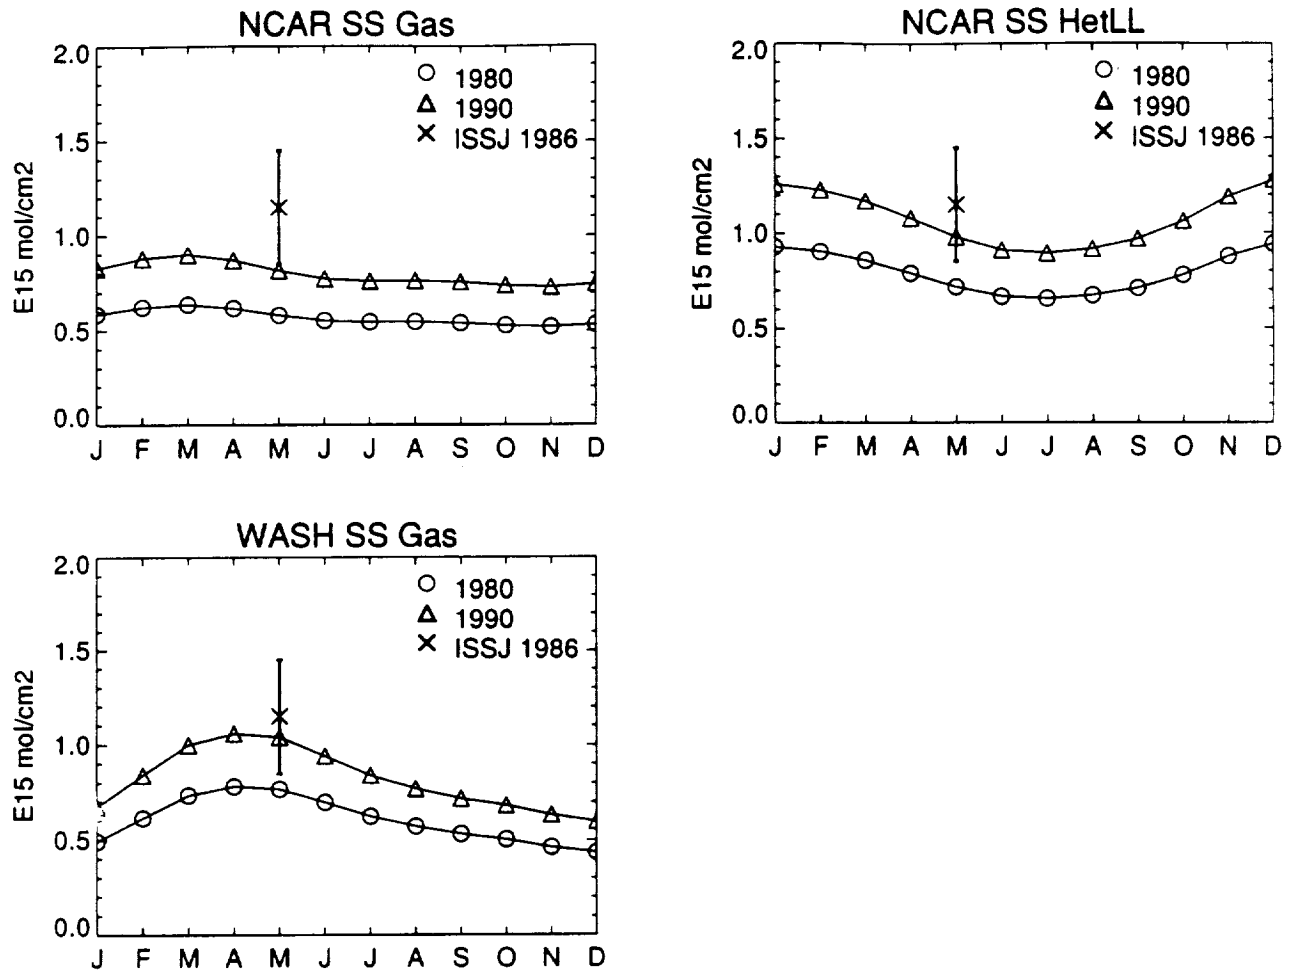 NCAR SS Gas
2.0
1.5
1.0
0.5
0.0
E15 mol/cm2
1980
1990
ISSJ 1986
J F M A M J J A S O N D
NCAR SS HetLL
2.0
1.5
1.0
0.5
0.0
E15 mol/cm2
1980
1990
ISSJ 1986
J F M A M J J A S O N D
WASH SS Gas
2.0
1.5
1.0
0.5
0.0
E15 mol/cm2
1980
1990
ISSJ 1986
J F M A M J J A S O N D